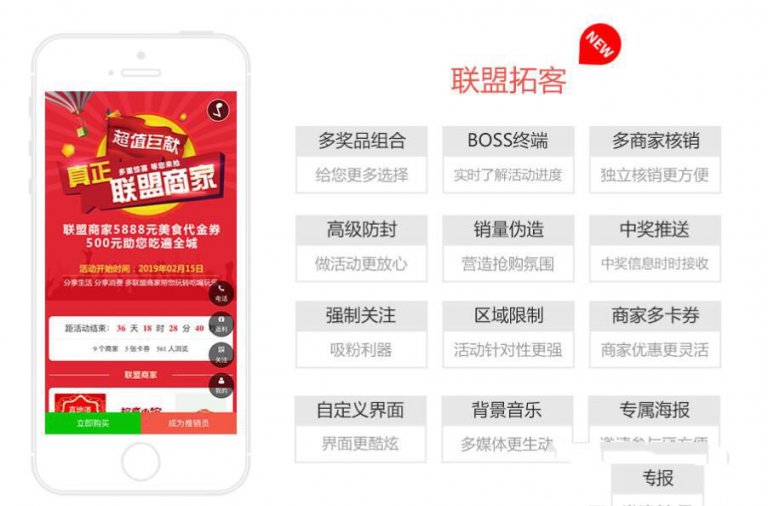 NEW
联盟拓客
超值巨献
多重惊喜 等您来抢
真正
联盟商家
联盟商家5888元美食代金券
500元助您吃遍全城
活动开始时间：2019年02月15日
分享生活 分享消费 多联盟商家带您玩转吃喝玩
电话
距活动结束： 36 天 18 时 28 分 40
返利
9个商家 5张卡券 561人浏览
关注
联盟商家
我的
立即购买
成为推销员
多奖品组合
给您更多选择
BOSS终端
实时了解活动进度
多商家核销
独立核销更方便
高级防封
做活动更放心
销量伪造
营造抢购氛围
中奖推送
中奖信息时时接收
强制关注
吸粉利器
区域限制
活动针对性更强
商家多卡券
商家优惠更灵活
自定义界面
界面更酷炫
背景音乐
多媒体更生动
专属海报
专报